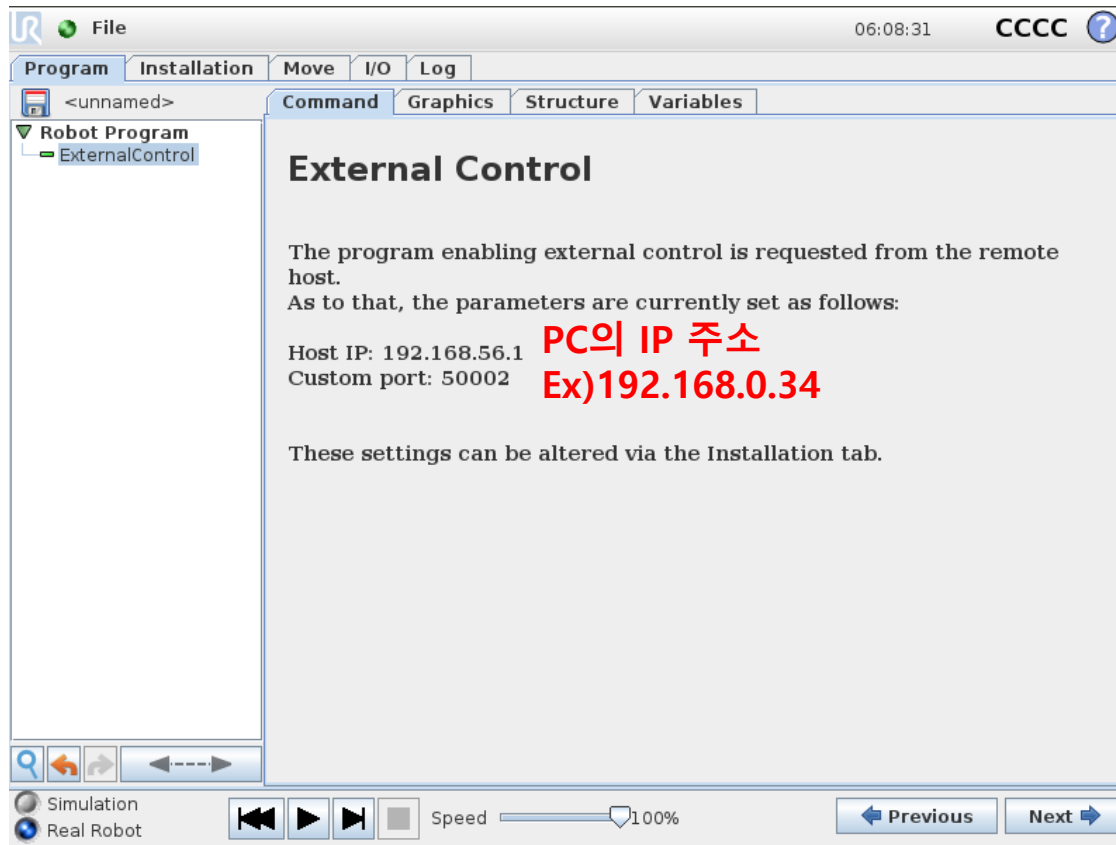 File
06:08:31
CCCC
?
Program
Installation
Move
I/O
Log
<unnamed>
Command
Graphics
Structure
Variables
Robot Program
ExternalControl
External Control
The program enabling external control is requested from the remote
host.
As to that, the parameters are currently set as follows:
Host IP: 192.168.56.1
PC의 IP 주소
Custom port: 50002
Ex)192.168.0.34
These settings can be altered via the Installation tab.
Simulation
Real Robot
Speed
100%
Previous
Next